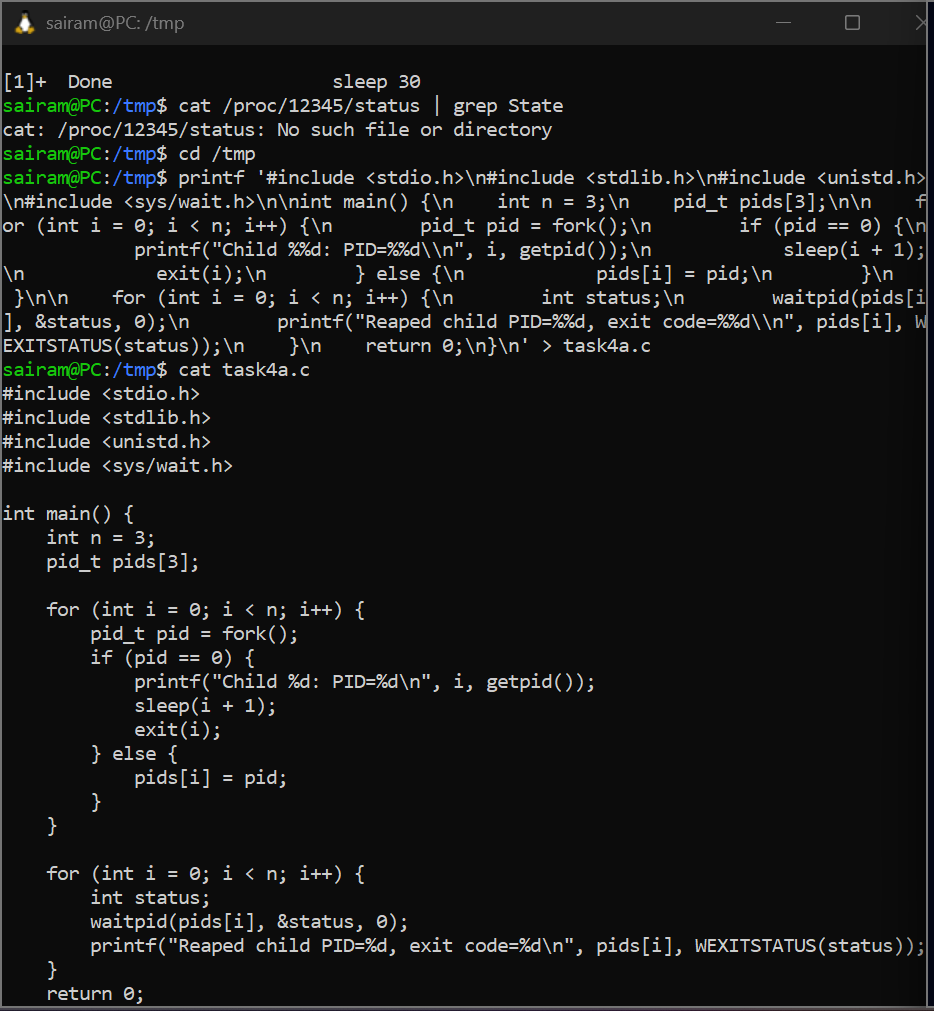 sairam@PC: /tmp
[1]+  Done                    sleep 30
sairam@PC:/tmp$ cat /proc/12345/status | grep State
cat: /proc/12345/status: No such file or directory
sairam@PC:/tmp$ cd /tmp
sairam@PC:/tmp$ printf '#include <stdio.h>\n#include <stdlib.h>\n#include <unistd.h>
\n#include <sys/wait.h>\n\nint main() {\n    int n = 3;\n    pid_t pids[3];\n\n    f
or (int i = 0; i < n; i++) {\n        pid_t pid = fork();\n        if (pid == 0) {\n
            printf("Child %%d: PID=%%d\\n", i, getpid());\n            sleep(i + 1);
\n            exit(i);\n        } else {\n            pids[i] = pid;\n        }\n   
 }\n\n    for (int i = 0; i < n; i++) {\n        int status;\n        waitpid(pids[i
], &status, 0);\n        printf("Reaped child PID=%%d, exit code=%%d\\n", pids[i], W
EXITSTATUS(status));\n    }\n    return 0;\n}\n' > task4a.c
sairam@PC:/tmp$ cat task4a.c
#include <stdio.h>
#include <stdlib.h>
#include <unistd.h>
#include <sys/wait.h>

int main() {
    int n = 3;
    pid_t pids[3];

    for (int i = 0; i < n; i++) {
        pid_t pid = fork();
        if (pid == 0) {
            printf("Child %d: PID=%d\n", i, getpid());
            sleep(i + 1);
            exit(i);
        } else {
            pids[i] = pid;
        }
    }

    for (int i = 0; i < n; i++) {
        int status;
        waitpid(pids[i], &status, 0);
        printf("Reaped child PID=%d, exit code=%d\n", pids[i], WEXITSTATUS(status));
    }
    return 0;